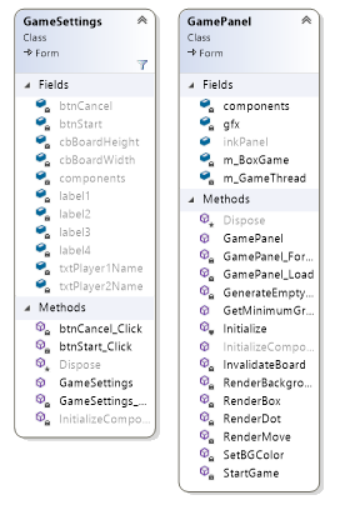 GameSettings
Class
Form
Fields
btnCancel
btnStart
cbBoardHeight
cbBoardWidth
components
label1
label2
label3
label4
txtPlayer1Name
txtPlayer2Name
Methods
btnCancel_Click
btnStart_Click
Dispose
GameSettings
GameSettings_...
InitializeCompo...
GamePanel
Class
Form
Fields
components
gfx
inkPanel
m_BoxGame
m_GameThread
Methods
Dispose
GamePanel
GamePanel_For...
GamePanel_Load
GenerateEmpty...
GetMinimumGr...
Initialize
InitializeCompo...
InvalidateBoard
RenderBackgro...
RenderBox
RenderDot
RenderMove
SetBGColor
StartGame